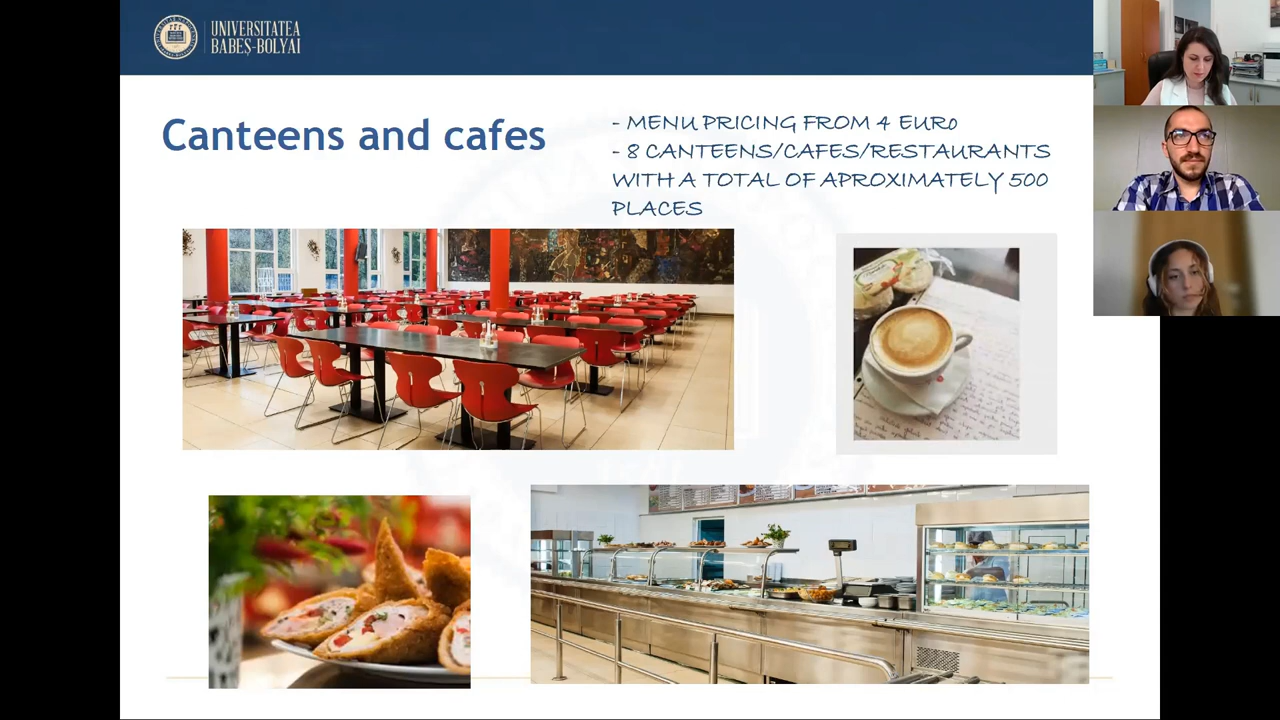 UNIVERSITATEA
BABEŞ-BOLYAI
Canteens and cafes
- MENU PRICING FROM 4 EURo
- 8 CANTEENS/CAFES/RESTAURANTS
WITH A TOTAL OF APROXIMATELY 500
PLACES